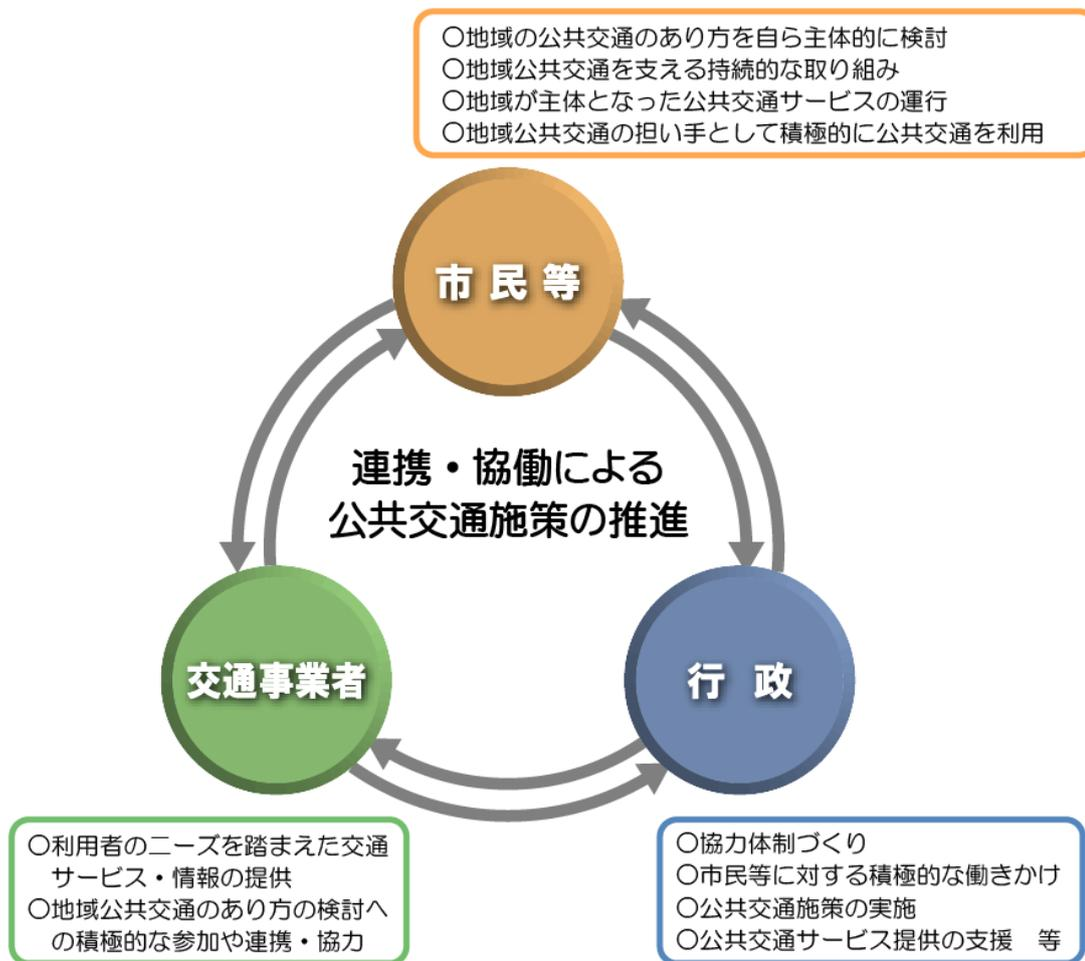 ○地域の公共交通のあり方を自ら主体的に検討
○地域公共交通を支える持続的な取り組み
○地域が主体となった公共交通サービスの運行
○地域公共交通の担い手として積極的に公共交通を利用
市民等
連携・協働による
公共交通施策の推進
交通事業者
行政
○利用者のニーズを踏まえた交通
サービス・情報の提供
○地域公共交通のあり方の検討へ
の積極的な参加や連携・協力
○協力体制づくり
○市民等に対する積極的な働きかけ
○公共交通施策の実施
○公共交通サービス提供の支援　等